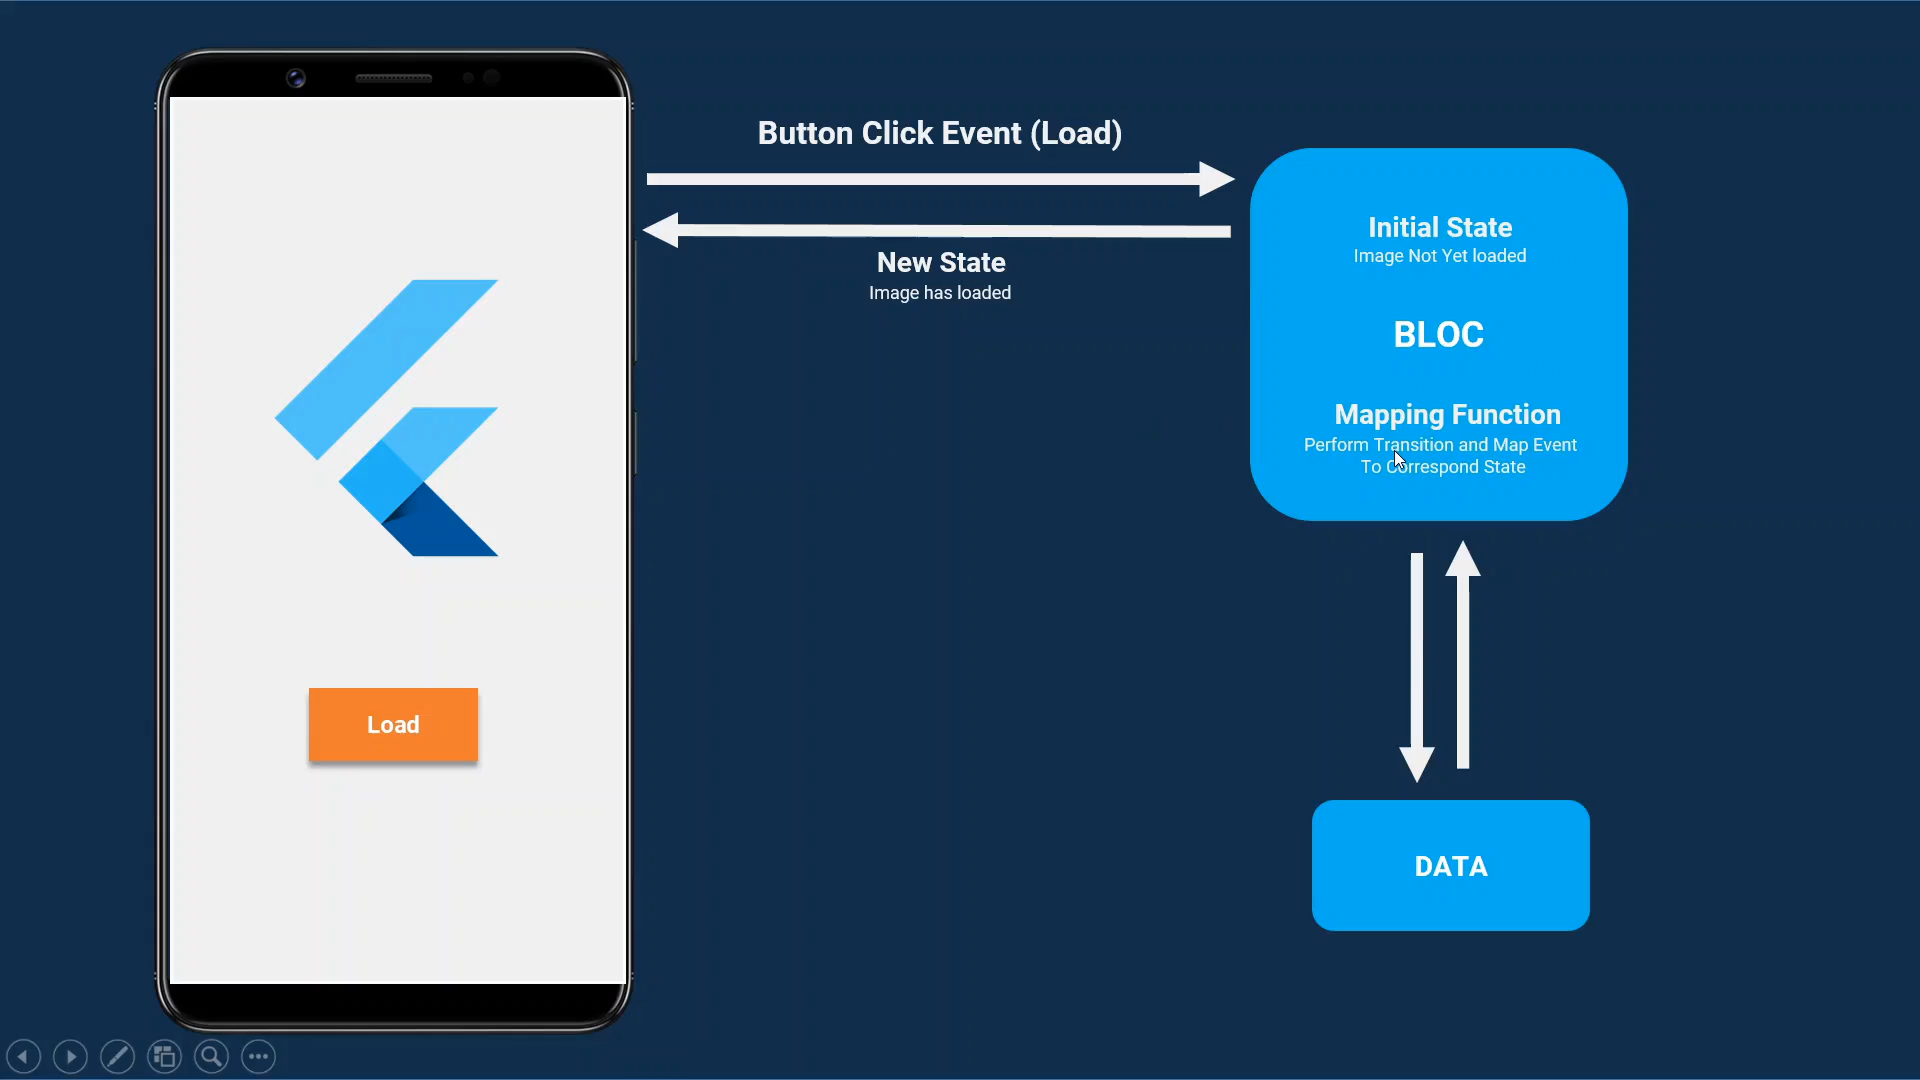 Button Click Event (Load)
New State
Image has loaded
Initial State
Image Not Yet loaded
BLOC
Mapping Function
Perform Transition and Map Event
To Correspond State
Load
DATA